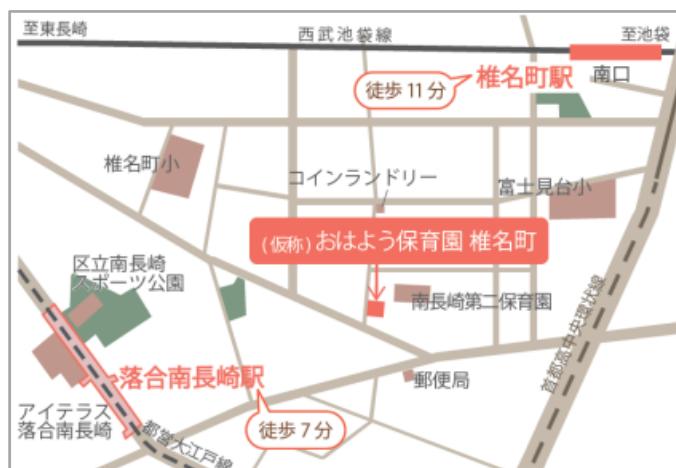 至東長崎
西武池袋線
至池袋
椎名町駅
南口
徒歩 11 分
椎名町小
コインランドリー
富士見台小
(仮称) おはよう保育園 椎名町
区立南長崎
スポーツ公園
南長崎第二保育園
首都高中央環状線
落合南長崎駅
郵便局
アイテラス
落合南長崎
徒歩 7 分
都営大江戸線